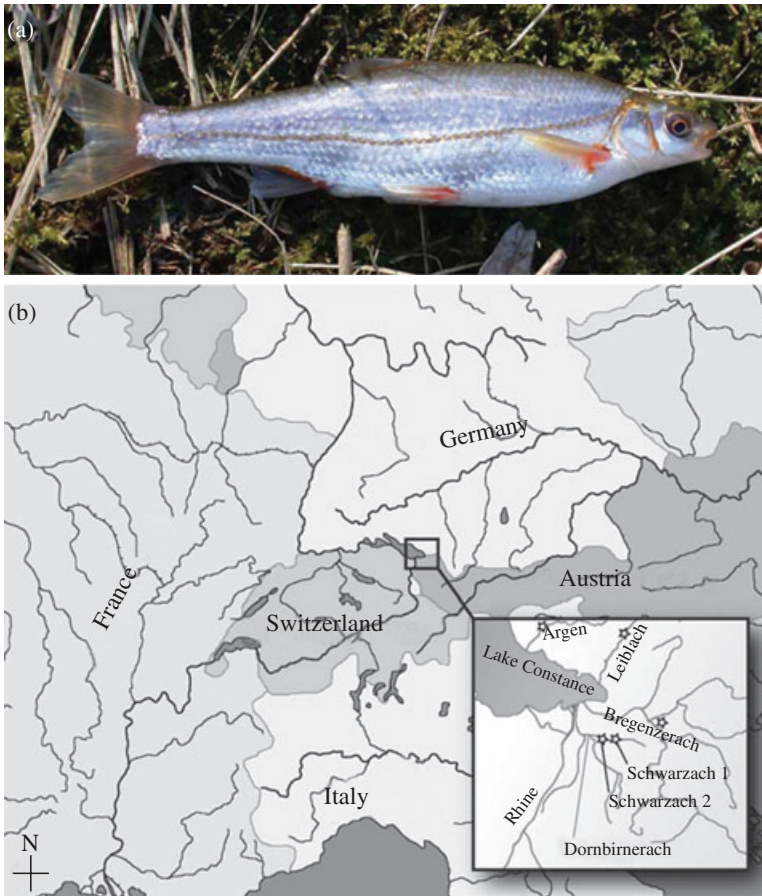 (a)
(b)
Germany
France
Austria
Switzerland
Argen
Leiblach
Lake Constance
Bregenzerach
Schwarzach 1
Schwarzach 2
Italy
Rhine
Dornbirnerach
N